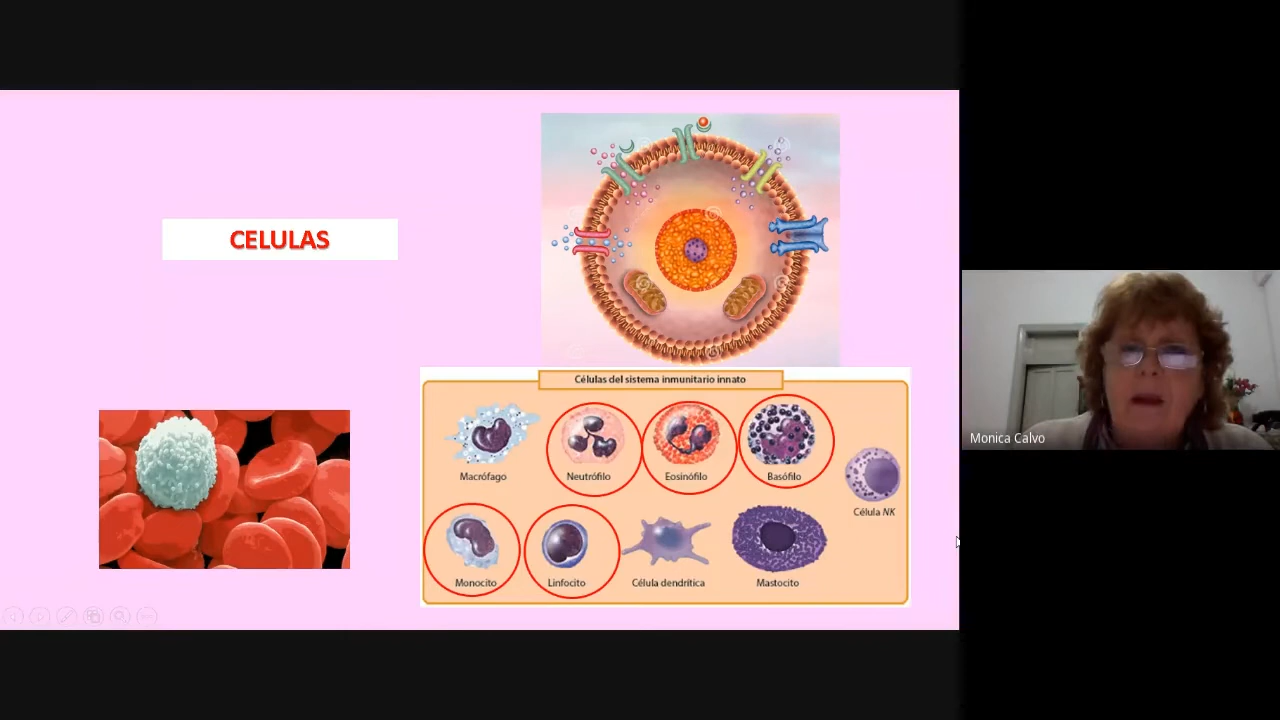 CELULAS
Células del sistema inmunitario innato
Macrófago
Neutrófilo
Eosinófilo
Basófilo
Célula NK
Monocito
Linfocito
Célula dendrítica
Mastocito
Monica Calvo